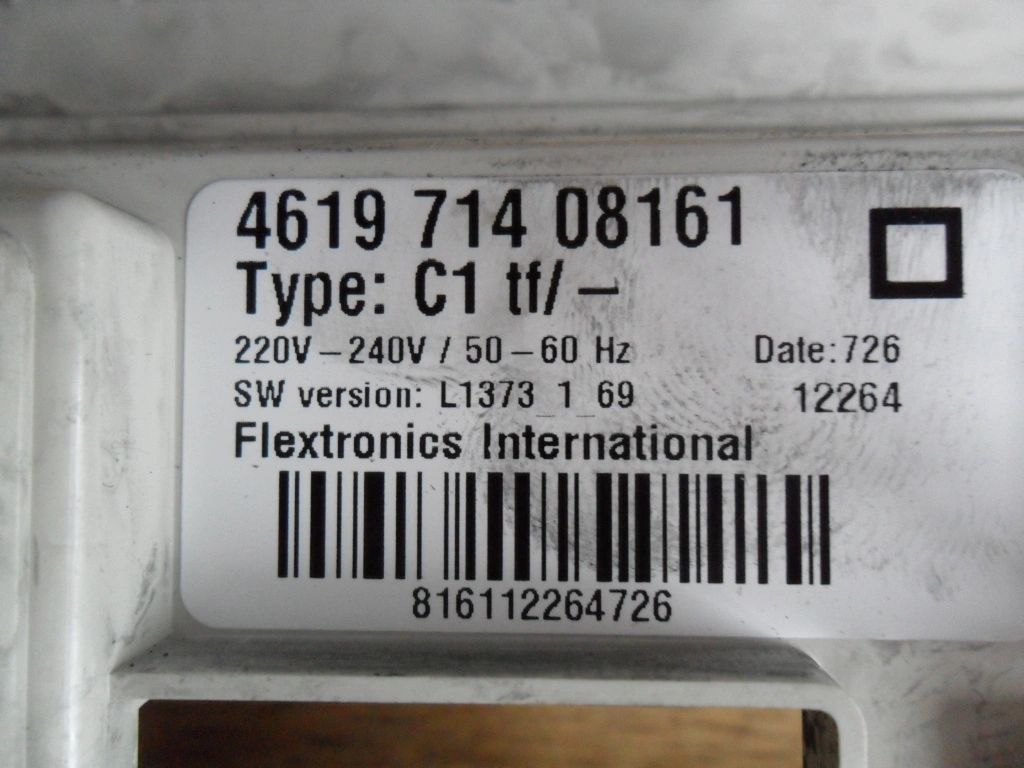 4619 714 08161
Type: C1 tf/–
220V – 240V / 50 – 60 Hz Date:726
SW version: L1373_1_69 12264
Flextronics International
816112264726